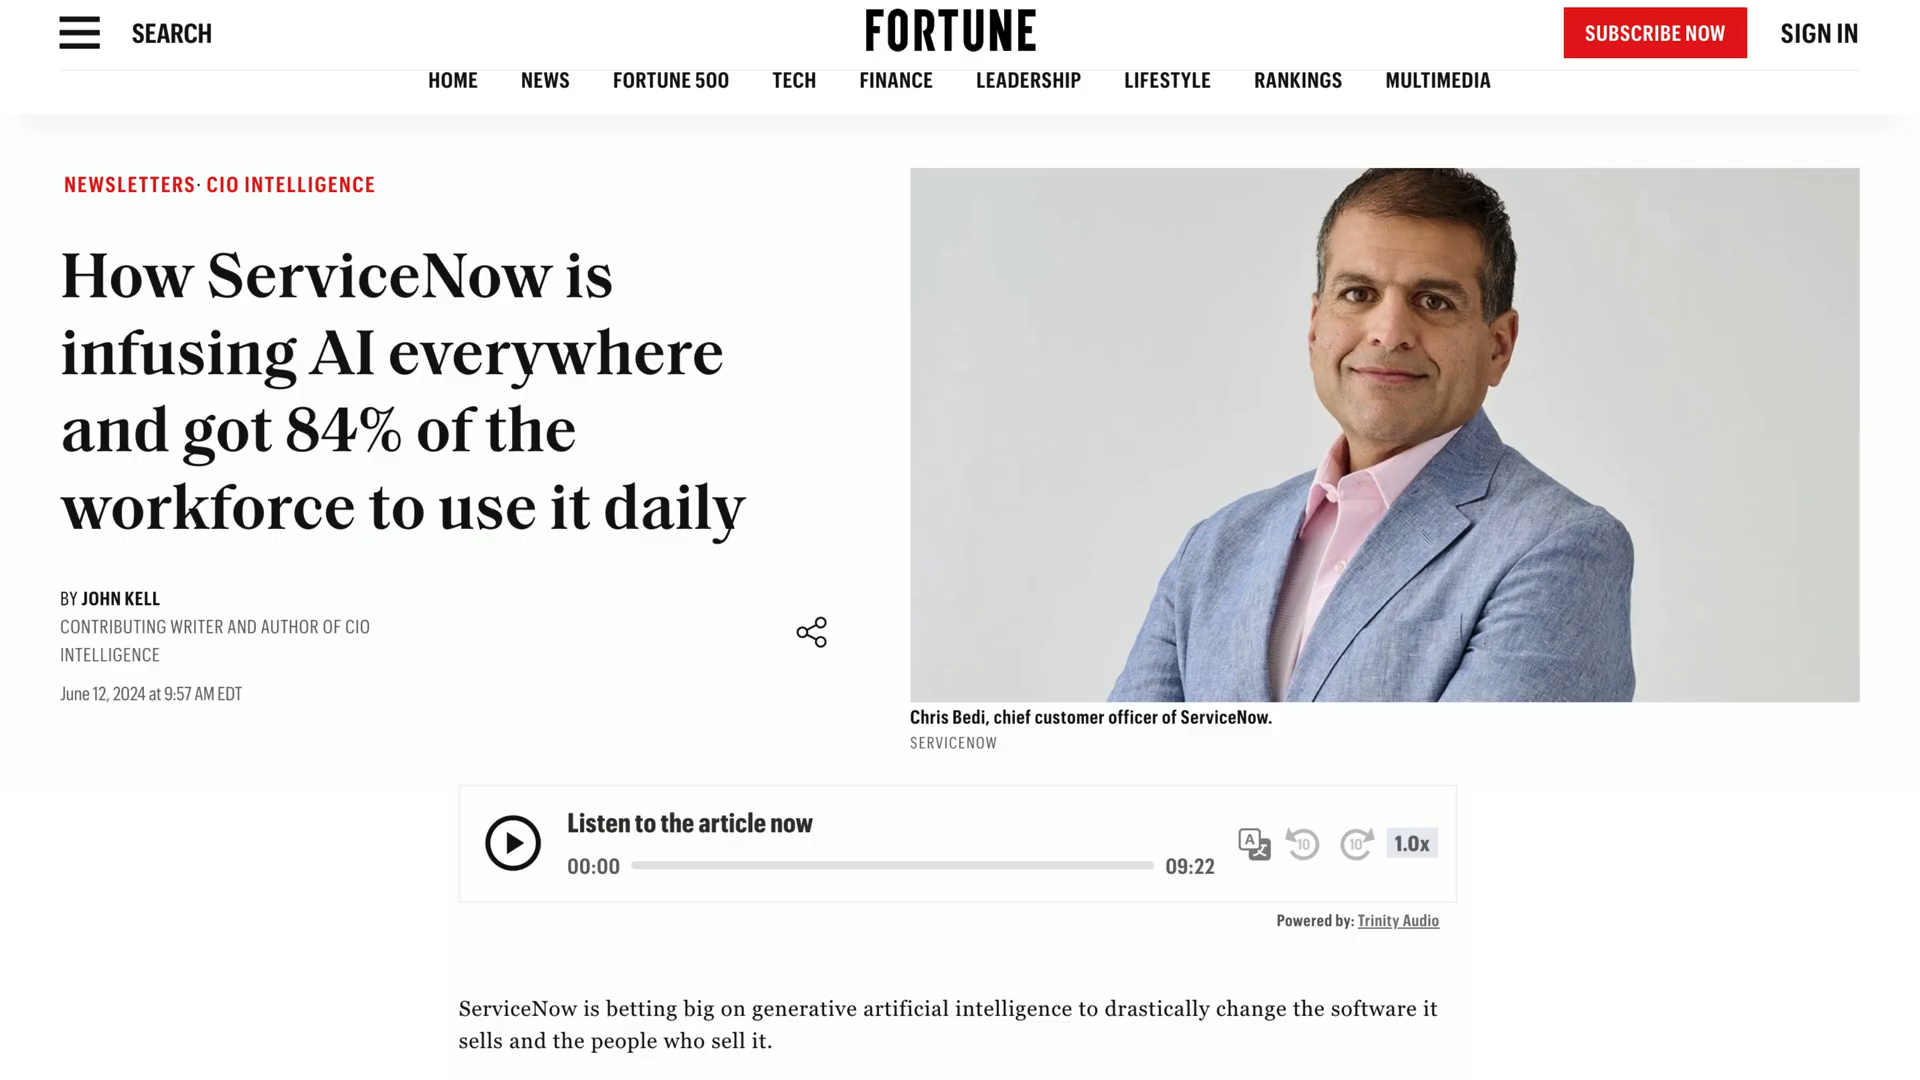 SEARCH
FORTUNE
SUBSCRIBE NOW
SIGN IN
HOME NEWS FORTUNE 500 TECH FINANCE LEADERSHIP LIFESTYLE RANKINGS MULTIMEDIA
NEWSLETTERS · CIO INTELLIGENCE
How ServiceNow is
infusing AI everywhere
and got 84% of the
workforce to use it daily
BY JOHN KELL
CONTRIBUTING WRITER AND AUTHOR OF CIO
INTELLIGENCE
June 12, 2024 at 9:57 AM EDT
Chris Bedi, chief customer officer of ServiceNow.
SERVICENOW
Listen to the article now
00:00
09:22
A
10
10
1.0x
Powered by: Trinity Audio
ServiceNow is betting big on generative artificial intelligence to drastically change the software it
sells and the people who sell it.